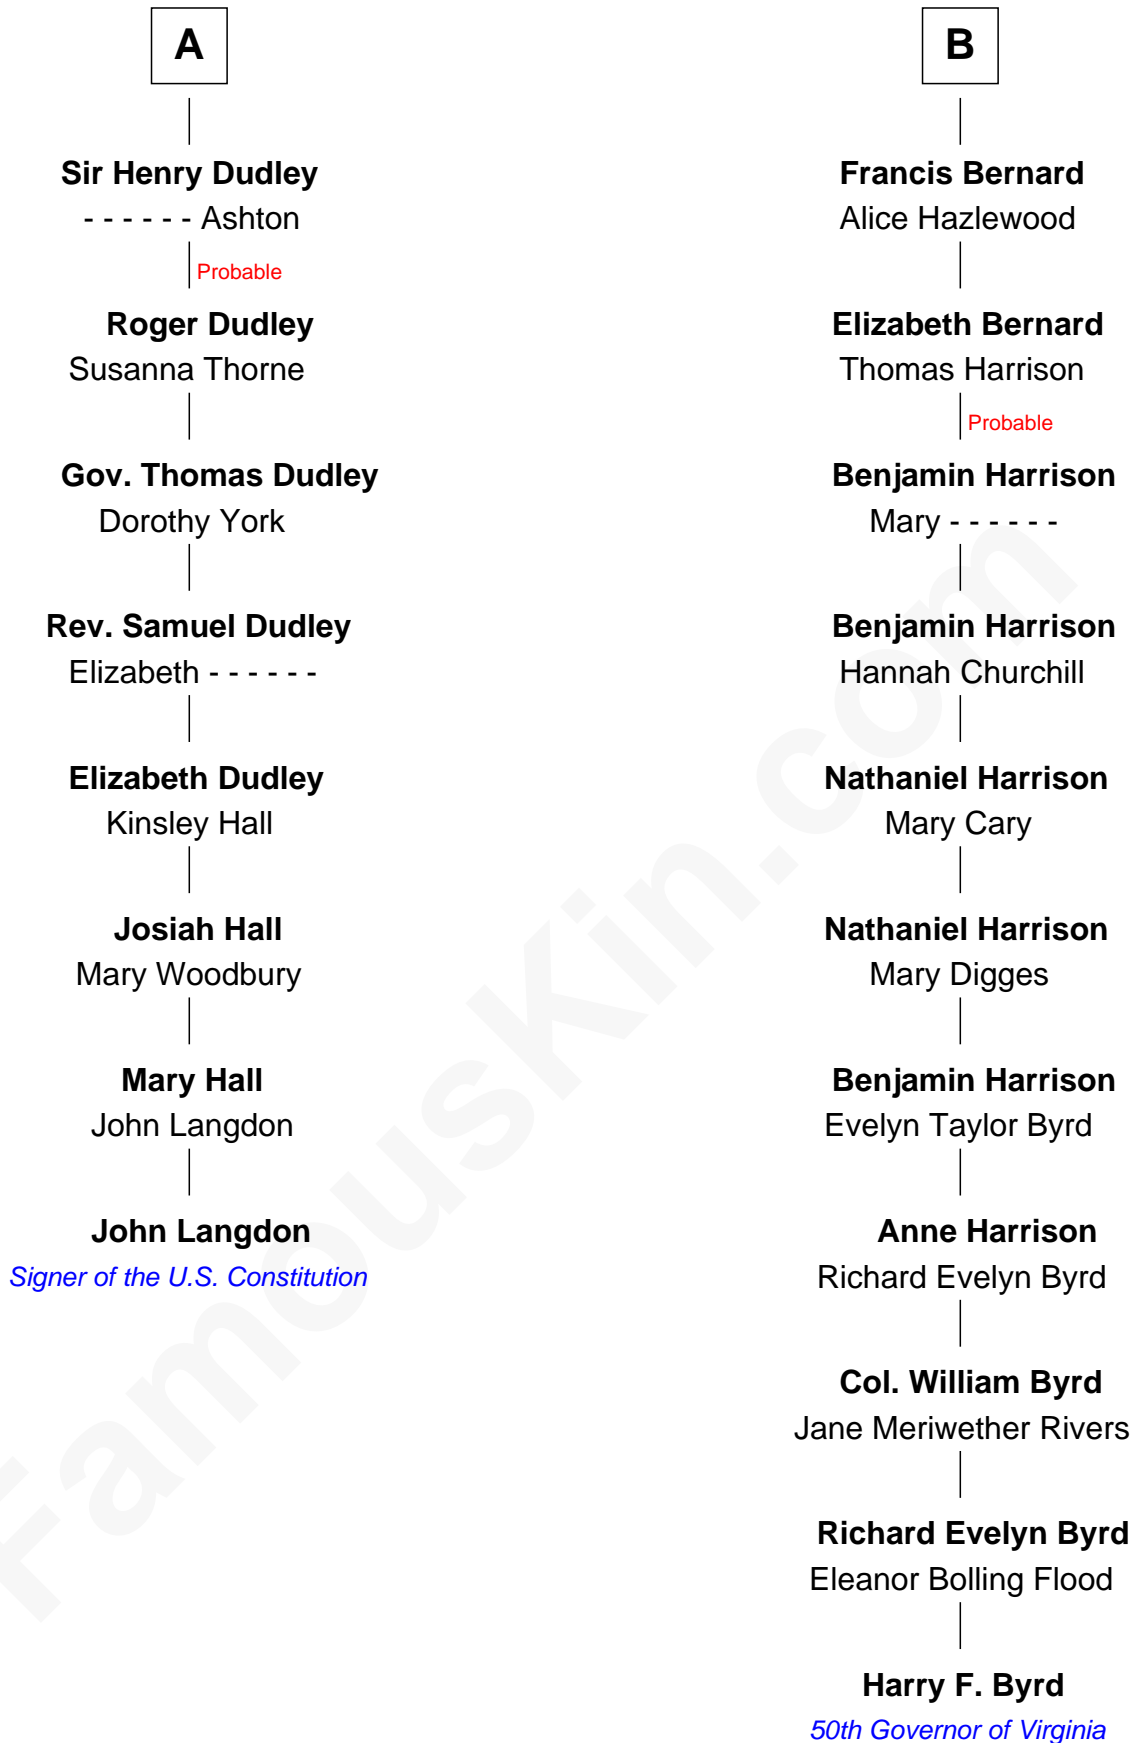 A
Sir Henry Dudley
- - - - - - Ashton
Probable
Roger Dudley
Susanna Thorne
Gov. Thomas Dudley
Dorothy York
Rev. Samuel Dudley
Elizabeth - - - - - -
Elizabeth Dudley
Kinsley Hall
Josiah Hall
Mary Woodbury
Mary Hall
John Langdon
John Langdon
Signer of the U.S. Constitution
B
Francis Bernard
Alice Hazlewood
Elizabeth Bernard
Thomas Harrison
Probable
Benjamin Harrison
Mary - - - - - -
Benjamin Harrison
Hannah Churchill
Nathaniel Harrison
Mary Cary
Nathaniel Harrison
Mary Digges
Benjamin Harrison
Evelyn Taylor Byrd
Anne Harrison
Richard Evelyn Byrd
Col. William Byrd
Jane Meriwether Rivers
Richard Evelyn Byrd
Eleanor Bolling Flood
Harry F. Byrd
50th Governor of Virginia
FamousKin.com